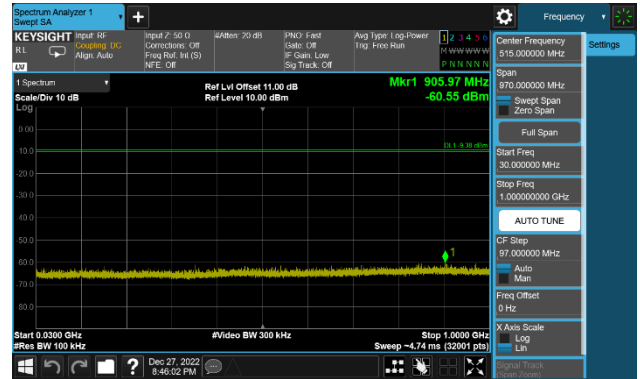 Spectrum Analyzer 1
Swept SA
Frequency
KEYSIGHT
Input: RF
Input Z: 50 Ω
#Atten: 20 dB
PNO: Fast
Avg Type: Log-Power
1 2 3 4 5 6
RL
Coupling: DC
Corrections: Off
Gate: Off
Trig: Free Run
M W W W W W
Align: Auto
Freq Ref: Int (S)
IF Gain: Low
NFE: Off
Sig Track: Off
P N N N N N
LXI
1 Spectrum
Ref Lvl Offset 11.00 dB
Mkr1 905.97 MHz
Scale/Div 10 dB
Ref Level 10.00 dBm
-60.55 dBm
Log
0.00
DL1 -9.39 dBm
-10.0
-20.0
-30.0
-40.0
-50.0
1
-60.0
-70.0
-80.0
Start 0.0300 GHz
#Video BW 300 kHz
Stop 1.0000 GHz
#Res BW 100 kHz
Sweep ~4.74 ms (32001 pts)
?
Dec 27, 2022
8:46:02 PM
Center Frequency
515.000000 MHz
Settings
Span
970.000000 MHz
Swept Span
Zero Span
Full Span
Start Freq
30.000000 MHz
Stop Freq
1.000000000 GHz
AUTO TUNE
CF Step
97.000000 MHz
Auto
Man
Freq Offset
0 Hz
X Axis Scale
Log
Lin
Signal Track
(Span Zoom)